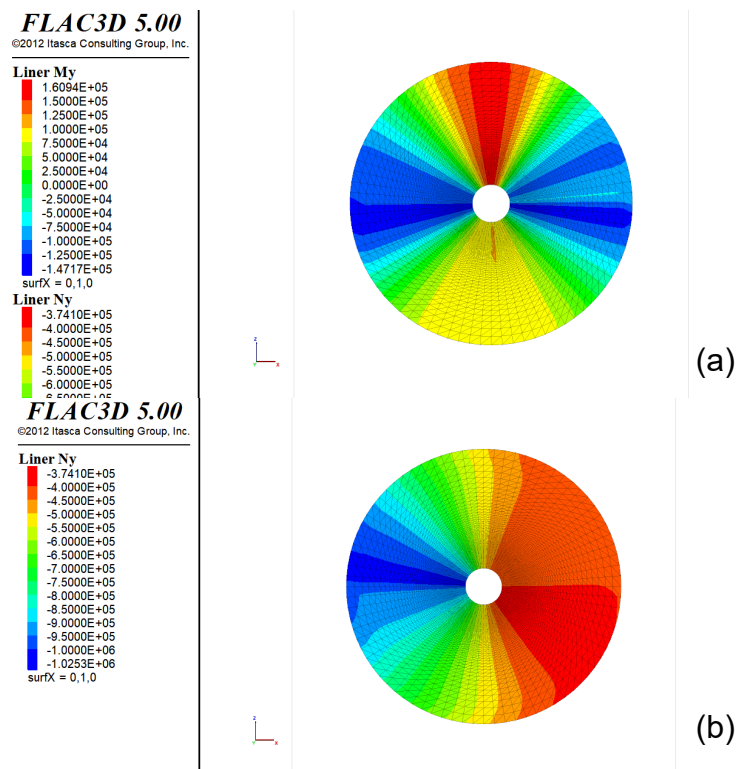 FLAC3D 5.00
©2012 Itasca Consulting Group, Inc.
Liner My
1.6094E+05
1.5000E+05
1.2500E+05
1.0000E+05
7.5000E+04
5.0000E+04
2.5000E+04
0.0000E+00
-2.5000E+04
-5.0000E+04
-7.5000E+04
-1.0000E+05
-1.2500E+05
-1.4717E+05
surfX = 0,1,0
Liner Ny
-3.7410E+05
-4.0000E+05
-4.5000E+05
-5.0000E+05
-5.5000E+05
-6.0000E+05
-6.5000E+05
z
y
x
(a)
FLAC3D 5.00
©2012 Itasca Consulting Group, Inc.
Liner Ny
-3.7410E+05
-4.0000E+05
-4.5000E+05
-5.0000E+05
-5.5000E+05
-6.0000E+05
-6.5000E+05
-7.0000E+05
-7.5000E+05
-8.0000E+05
-8.5000E+05
-9.0000E+05
-9.5000E+05
-1.0000E+06
-1.0253E+06
surfX = 0,1,0
z
y
x
(b)